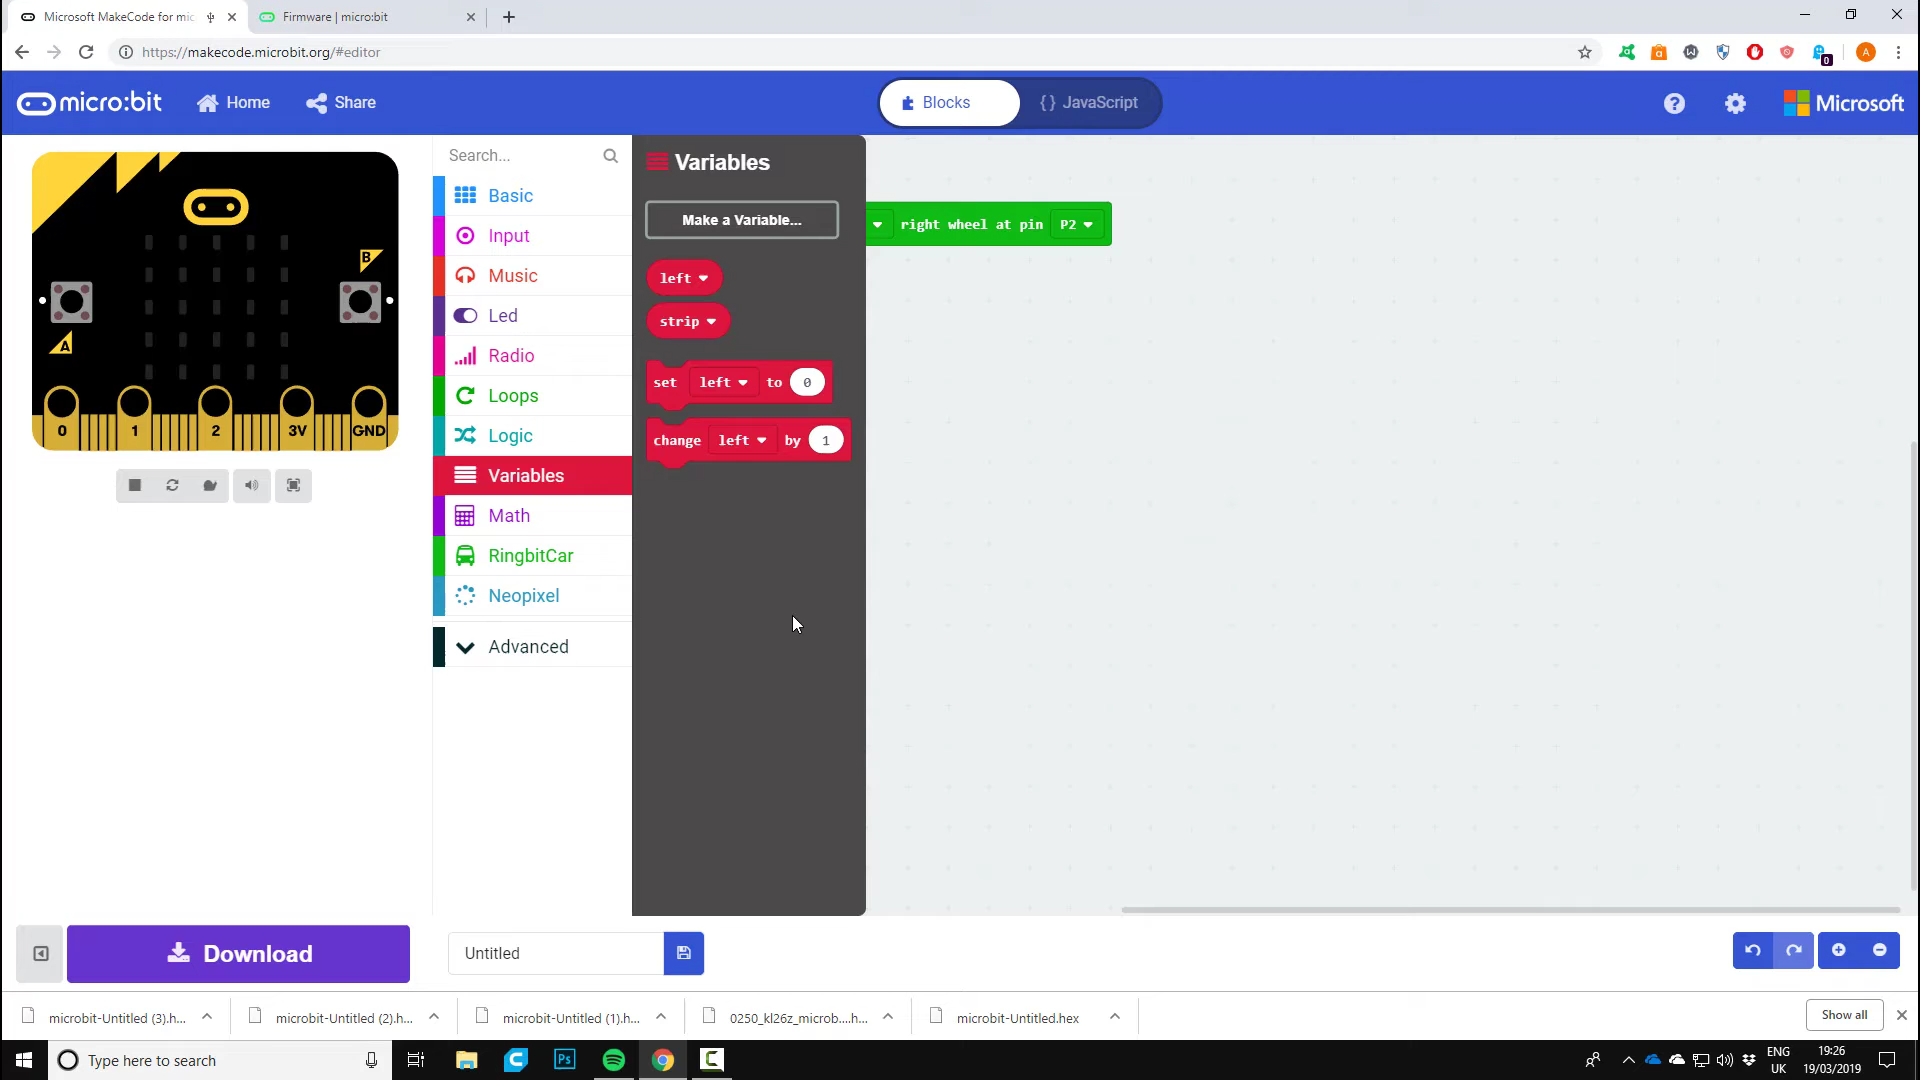 Microsoft MakeCode for mic
Firmware | micro:bit
https://makecode.microbit.org/#editor
A
0
micro:bit
Home
Share
Blocks
{ } JavaScript
?
Microsoft
B
A
0 1 2 3V GND
Search...
Basic
Input
Music
Led
Radio
Loops
Logic
Variables
Math
RingbitCar
Neopixel
Advanced
Variables
Make a Variable...
left
strip
set left to 0
change left by 1
right wheel at pin P2
Download
Untitled
microbit-Untitled (3).h...
microbit-Untitled (2).h...
microbit-Untitled (1).h...
0250_kl26z_microb....h...
microbit-Untitled.hex
Show all
Type here to search
Ps
ENG
UK
19:26
19/03/2019